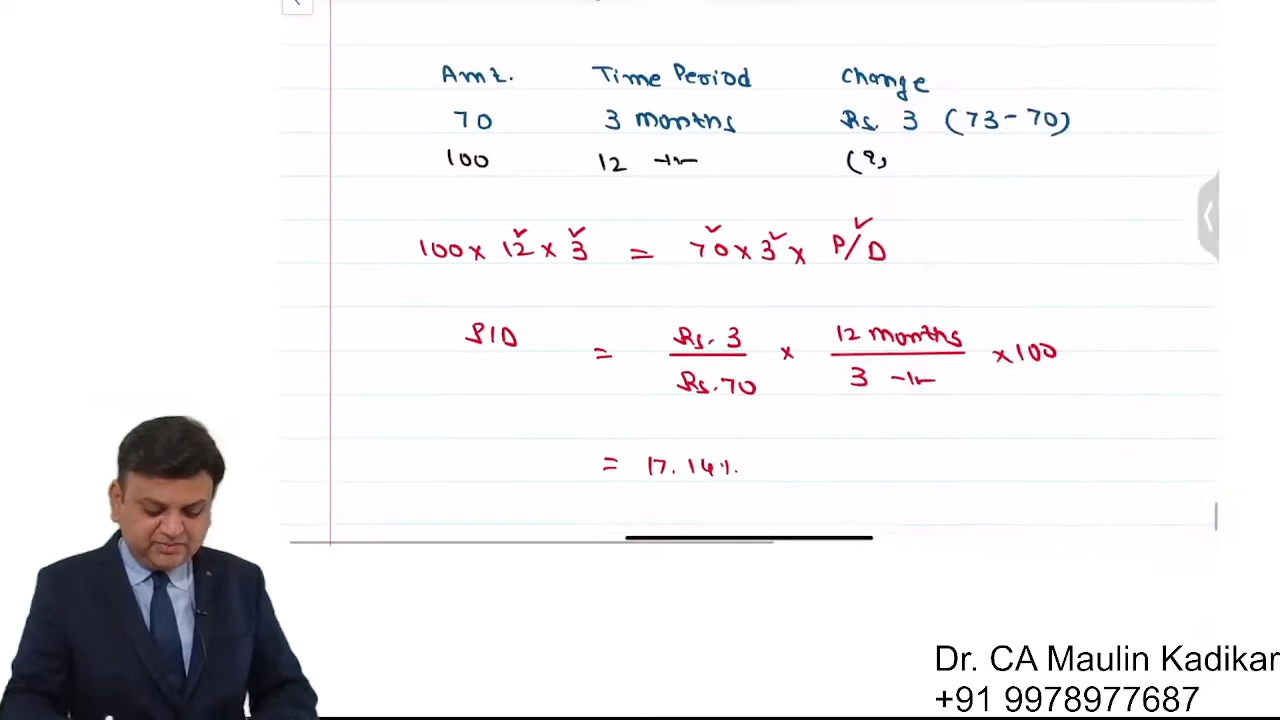 Amt. Time Period Change
70 3 months Rs. 3 (73-70)
100 12 -"- (?)
100 x 12 x 3 = 70 x 3 x P/D
P/D = Rs. 3 / Rs. 70 x 12 months / 3 -"- x 100
= 17.14%
Dr. CA Maulin Kadikar
+91 9978977687